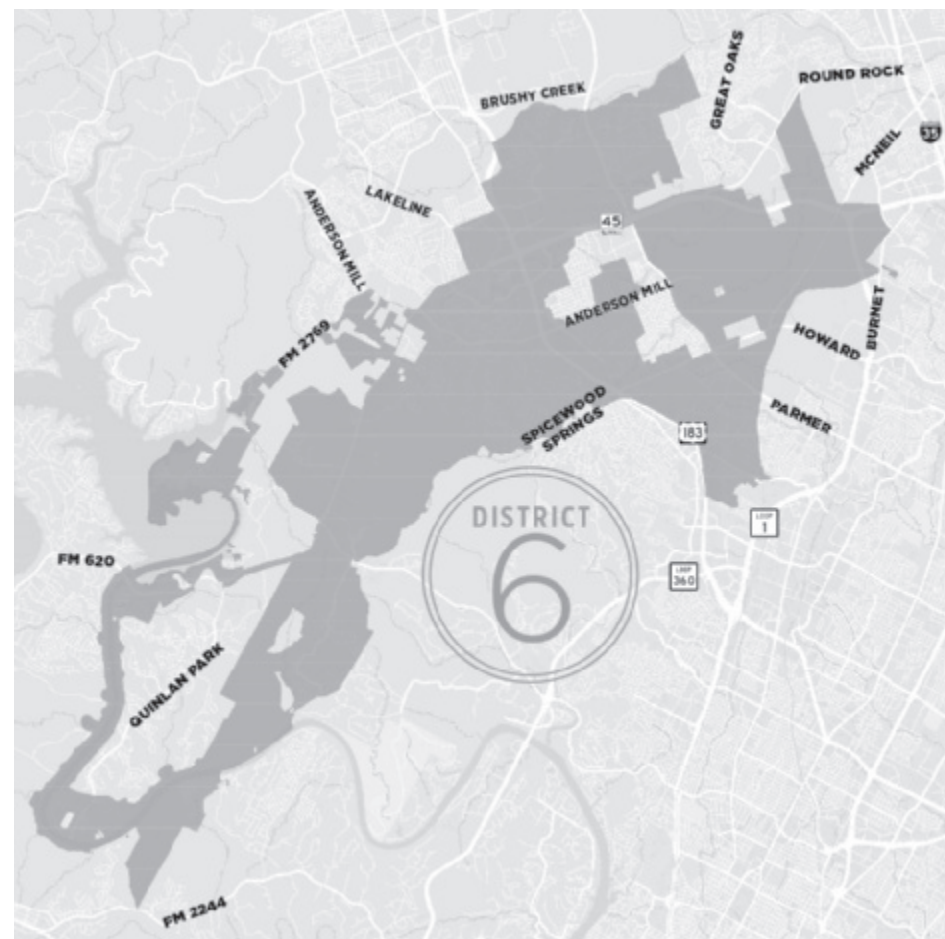 GREAT OAKS
ROUND ROCK
BRUSHY CREEK
MCNEIL
35
LAKELINE
ANDERSON MILL
45
ANDERSON MILL
FM 2769
BURNET
HOWARD
SPICEWOOD
SPRINGS
PARMER
183
DISTRICT
6
LOOP
1
FM 620
LOOP
360
QUINLAN PARK
FM 2244